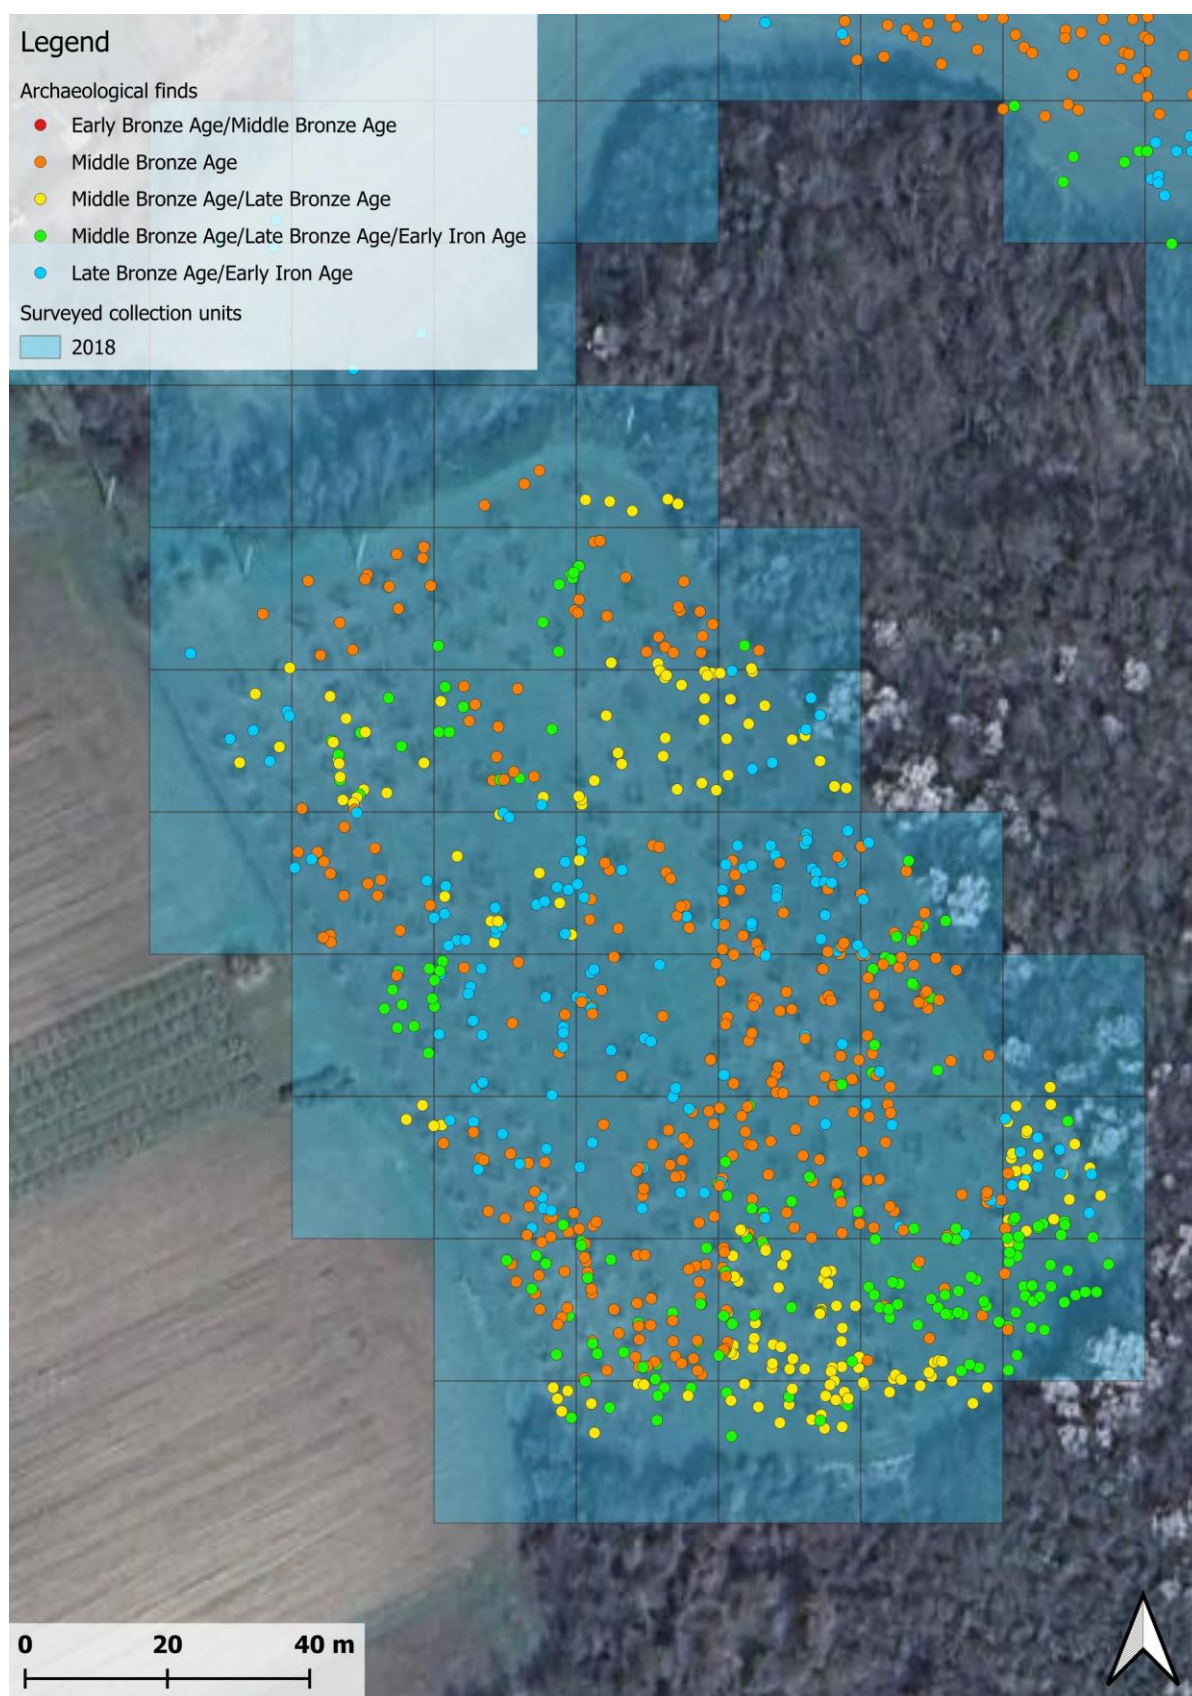 Legend
Archaeological finds
Early Bronze Age/Middle Bronze Age
Middle Bronze Age
Middle Bronze Age/Late Bronze Age
Middle Bronze Age/Late Bronze Age/Early Iron Age
Late Bronze Age/Early Iron Age
Surveyed collection units
2018
0 20 40 m